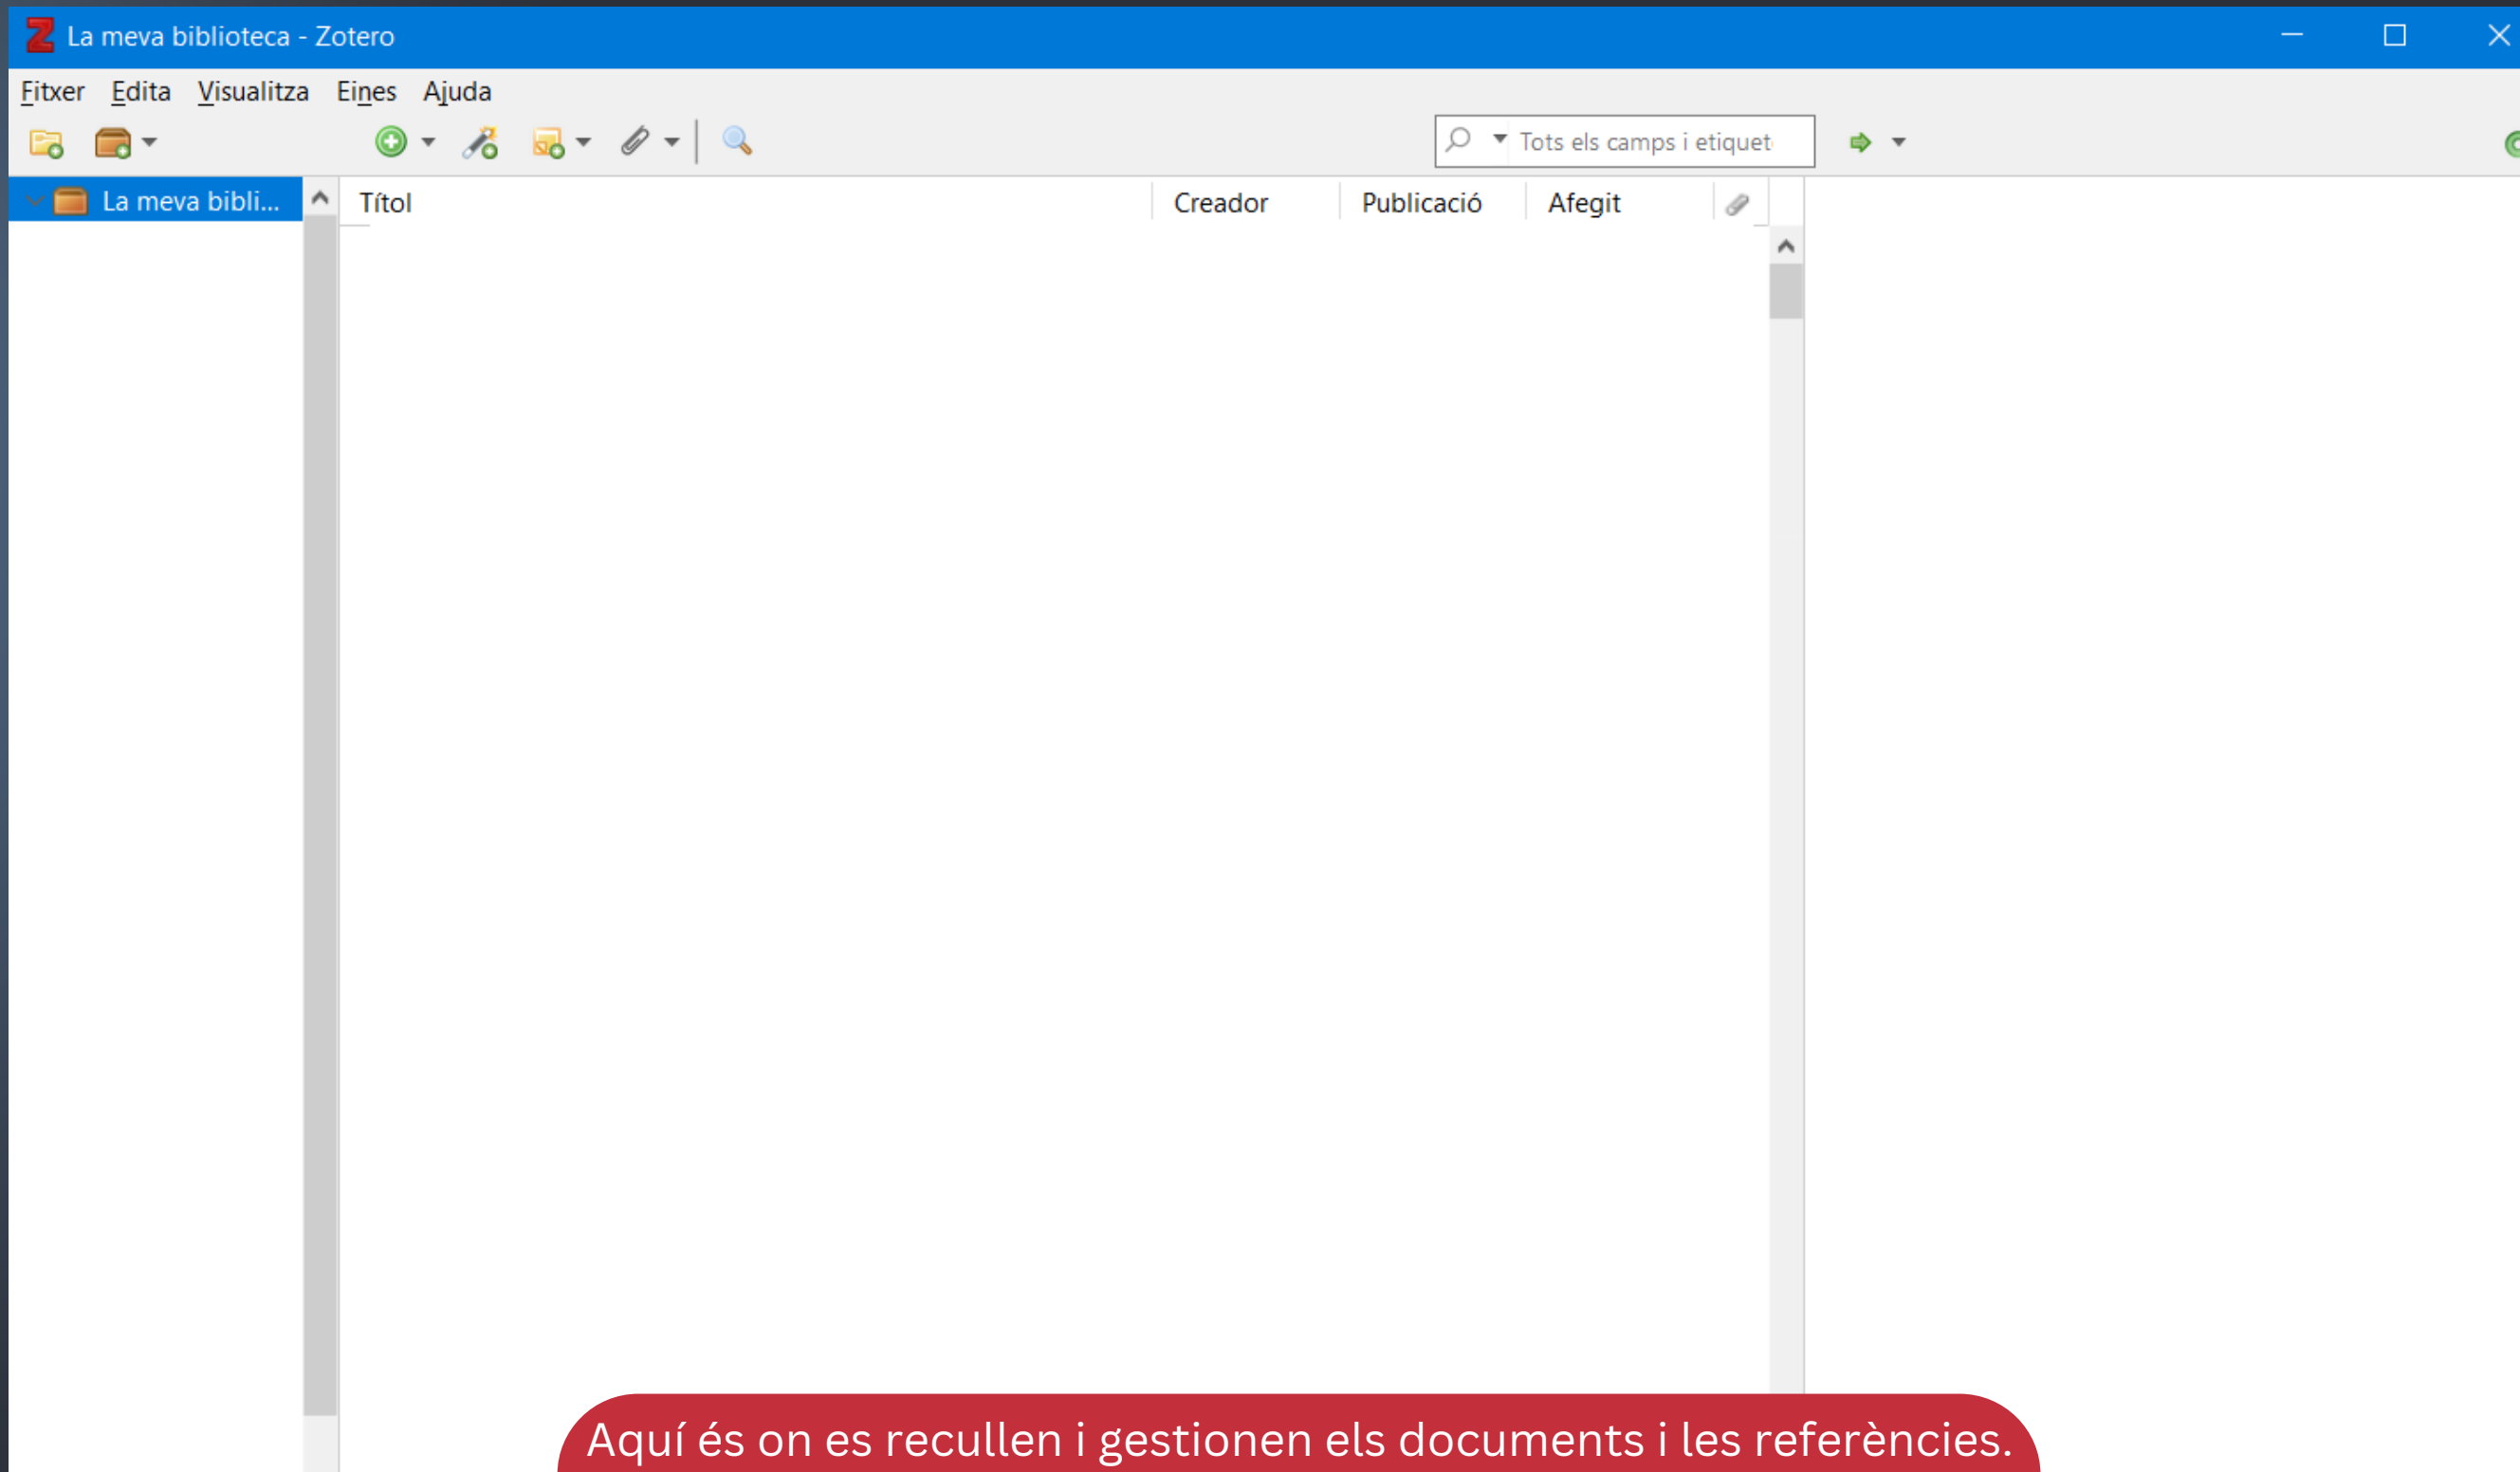 La meva biblioteca - Zotero
Fitxer Edita Visualitza Eines Ajuda
Tots els camps i etiquet
La meva bibli...
Títol Creador Publicació Afegit
Aquí és on es recullen i gestionen els documents i les referències.